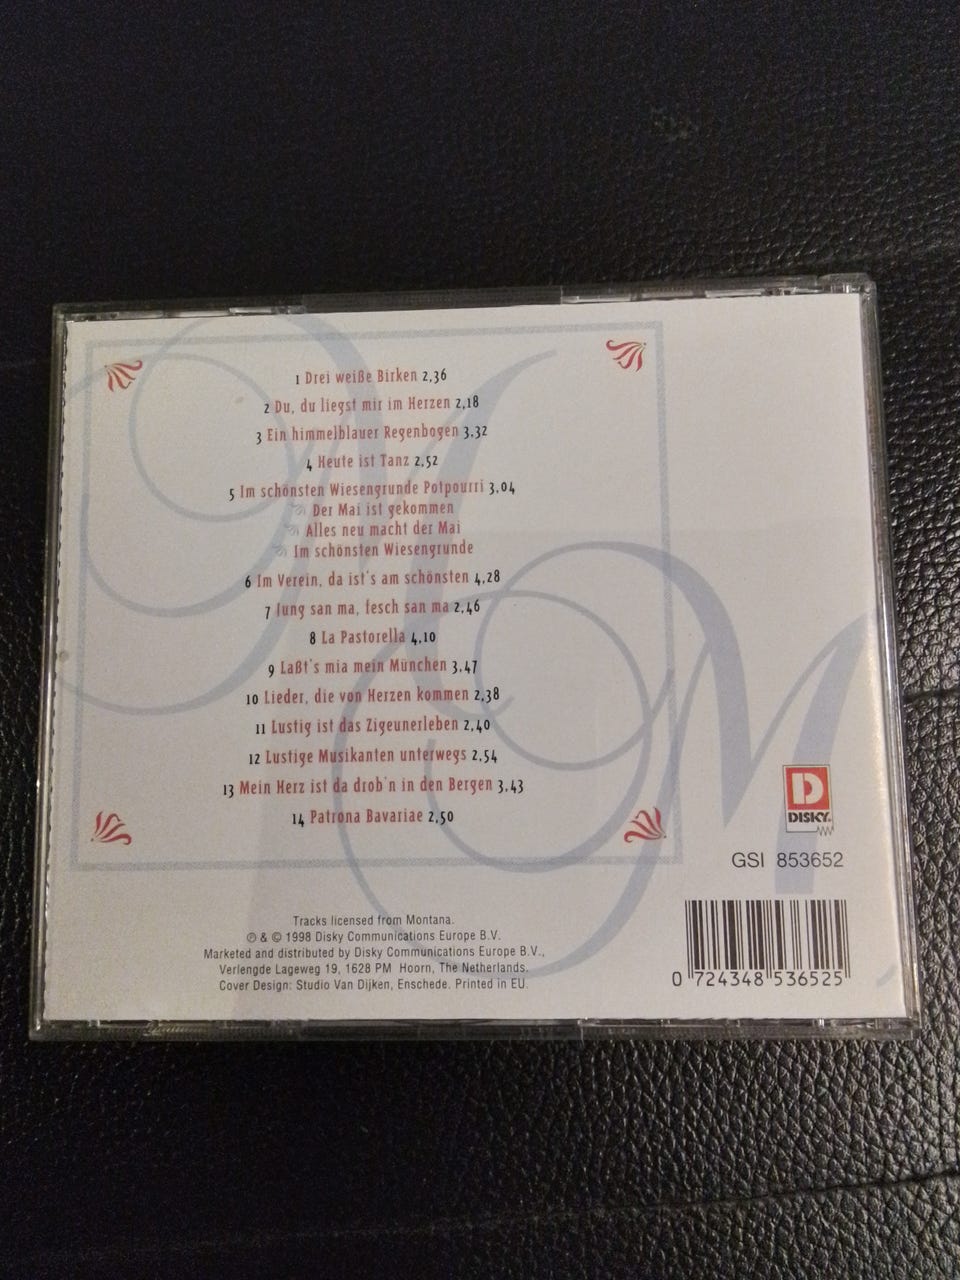 1 Drei weiße Birken 2,36
2 Du, du liegst mir im Herzen 2,18
3 Ein himmelblauer Regenbogen 3.32
4 Heute ist Tanz 2,52
5 Im schönsten Wiesengrunde Potpourri 3,04
Der Mai ist gekommen
Alles neu macht der Mai
Im schönsten Wiesengrunde
6 Im Verein, da ist's am schönsten 4,28
7 Jung san ma, fesch san ma 2,46
8 La Pastorella 4,10
9 Laßt's mia mein München 3,47
10 Lieder, die von Herzen kommen 2,38
11 Lustig ist das Zigeunerleben 2,40
12 Lustige Musikanten unterwegs 2,54
13 Mein Herz ist da drob'n in den Bergen 3,43
14 Patrona Bavariae 2,50
D
DISKY
GSI 853652
Tracks licensed from Montana.
℗ & © 1998 Disky Communications Europe B.V.
Marketed and distributed by Disky Communications Europe B.V.,
Verlengde Lageweg 19, 1628 PM Hoorn, The Netherlands.
Cover Design: Studio Van Dijken, Enschede. Printed in EU.
0 724348 536525